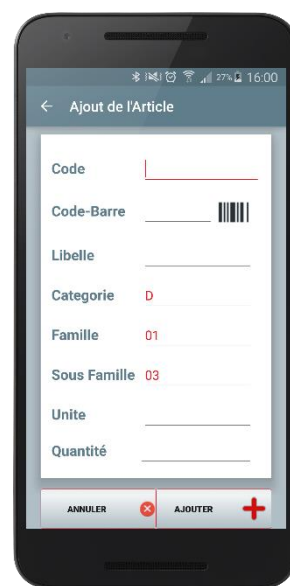 27% 16:00
← Ajout de l'Article
Code
Code-Barre
Libelle
Categorie D
Famille 01
Sous Famille 03
Unite
Quantité
ANNULER AJOUTER